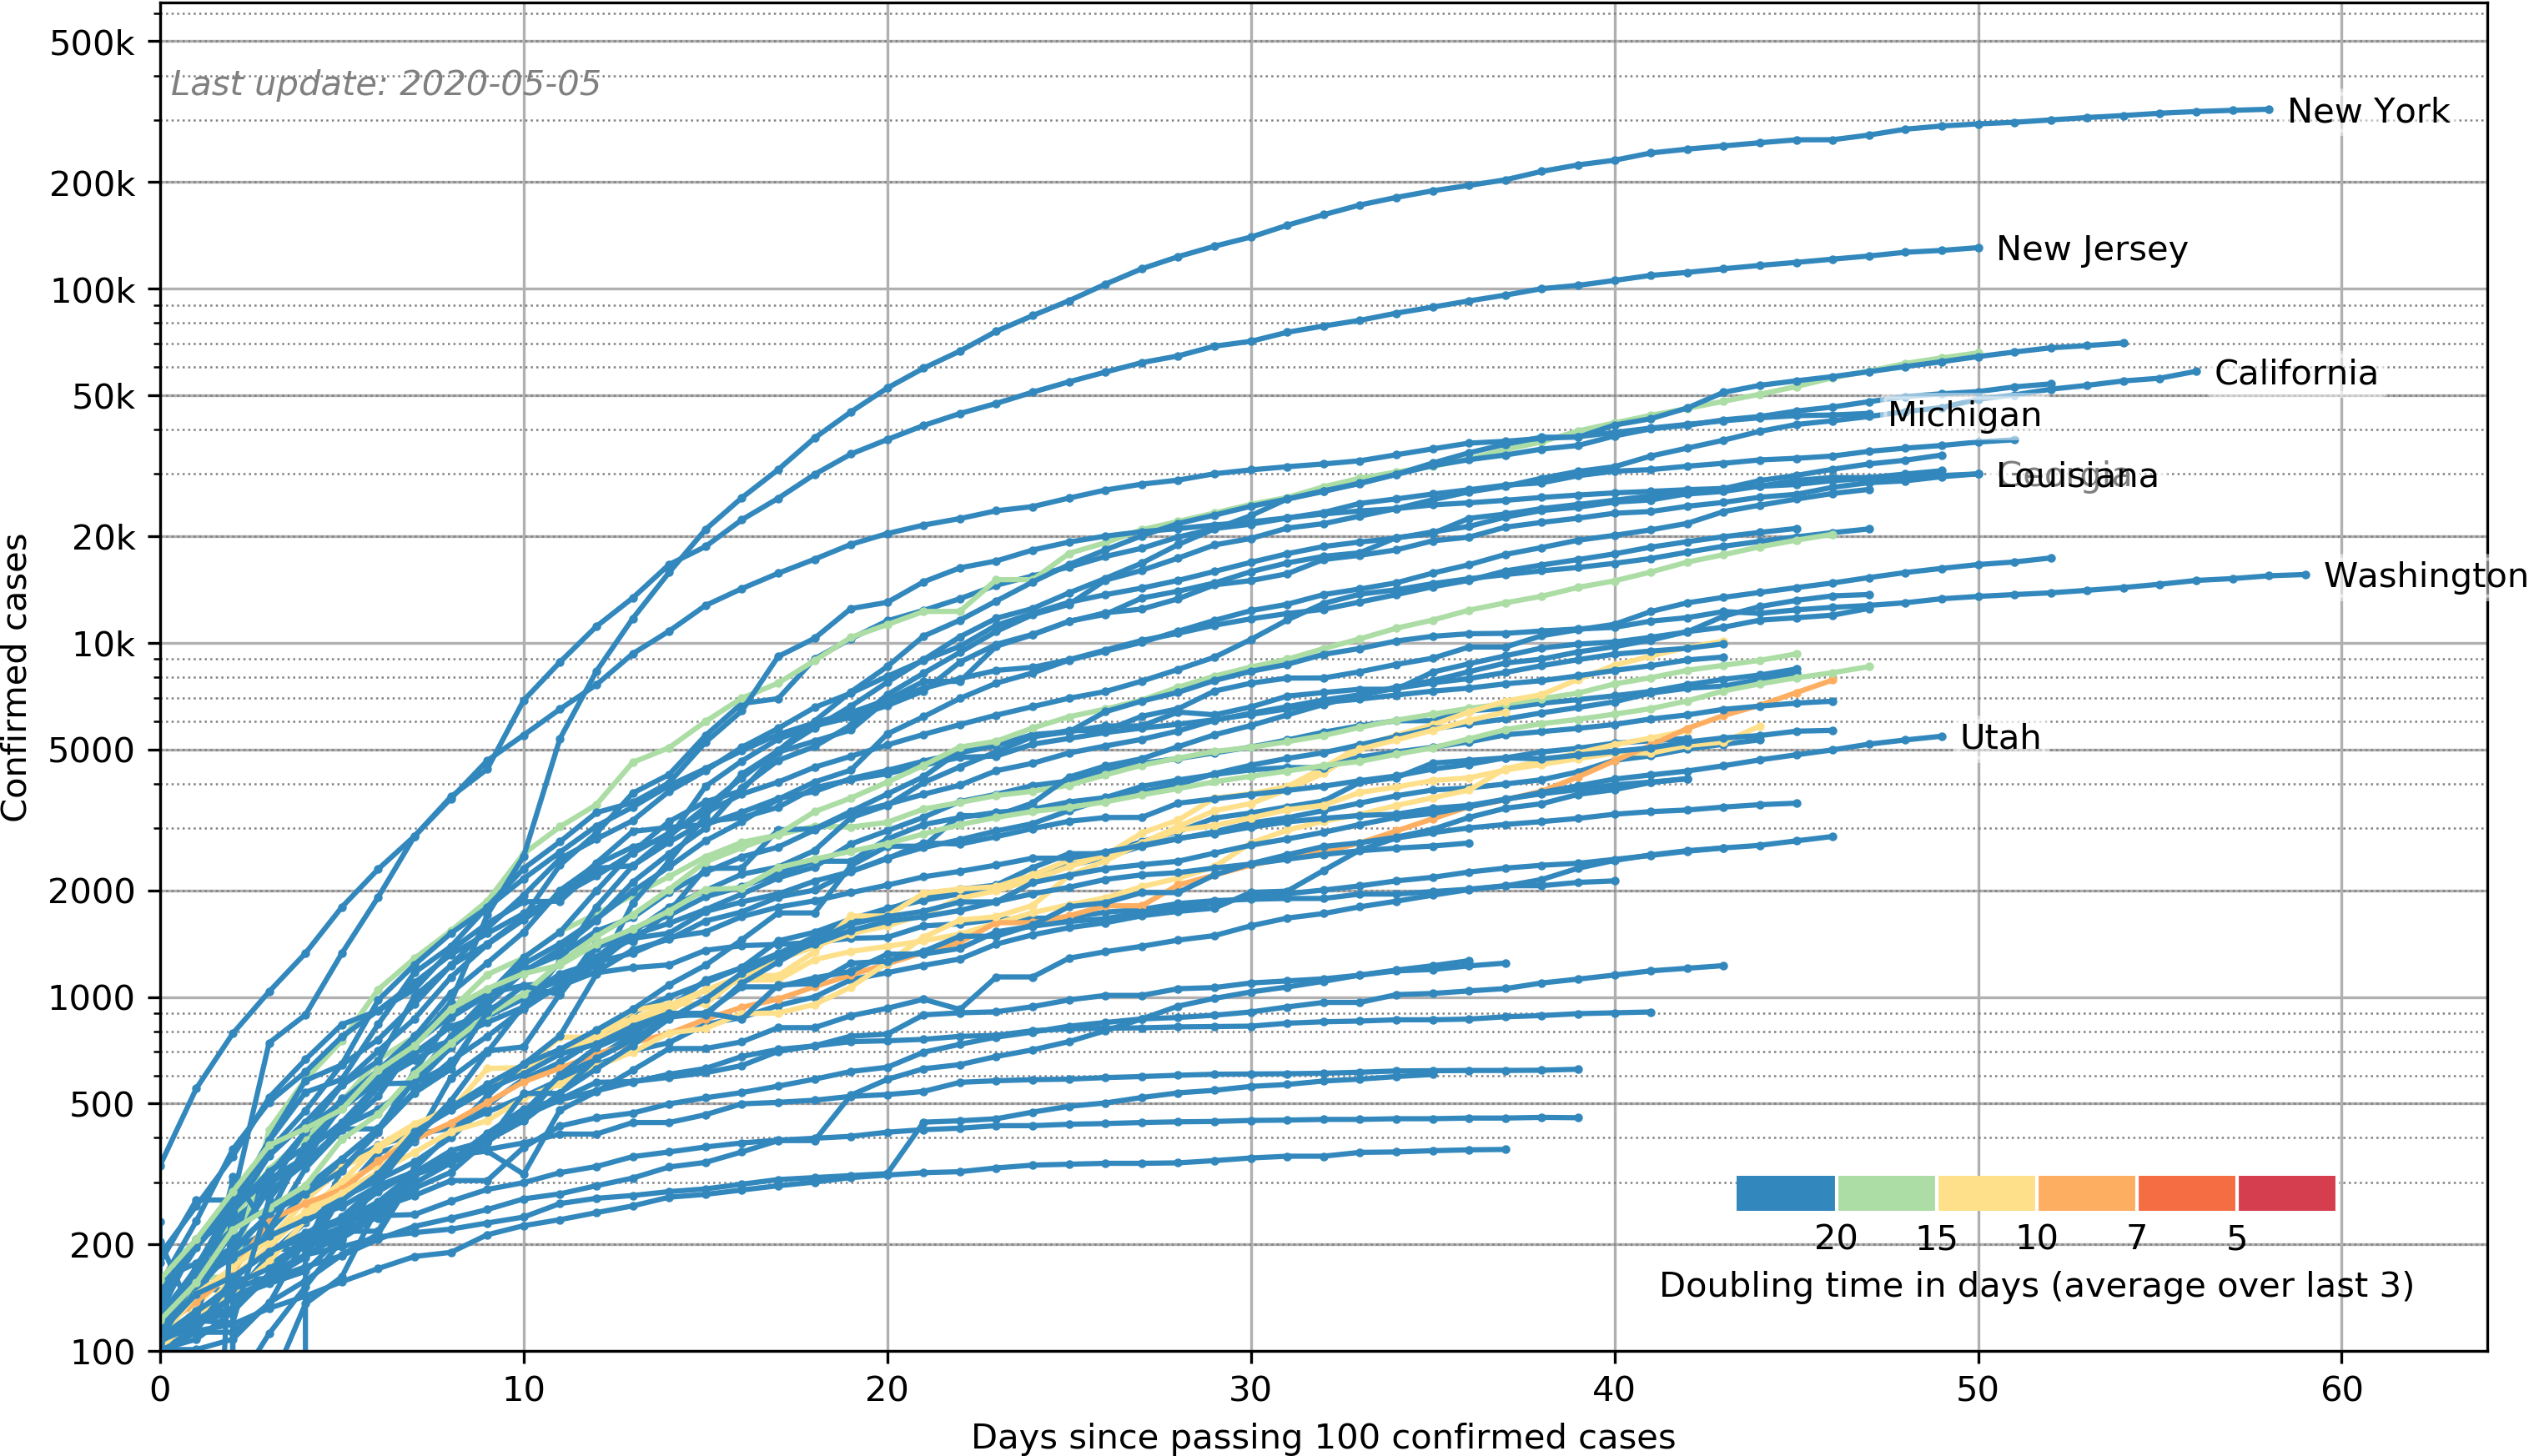 500k
Last update: 2020-05-05
New York
200k
New Jersey
100k
California
50k
Michigan
Georgia
Louisiana
20k
Washington
10k
Utah
5000
2000
1000
500
200
100
Confirmed cases
20 15 10 7 5
Doubling time in days (average over last 3)
0 10 20 30 40 50 60
Days since passing 100 confirmed cases